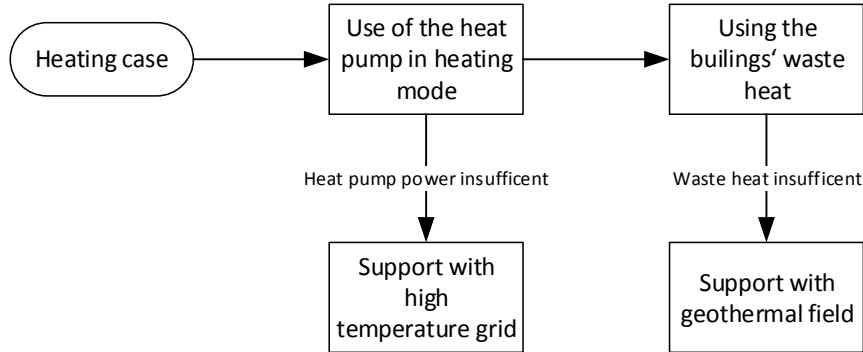 Heating case
Use of the heat
pump in heating
mode
Using the
builings‘ waste
heat
Heat pump power insufficent
Waste heat insufficent
Support with
high
temperature grid
Support with
geothermal field